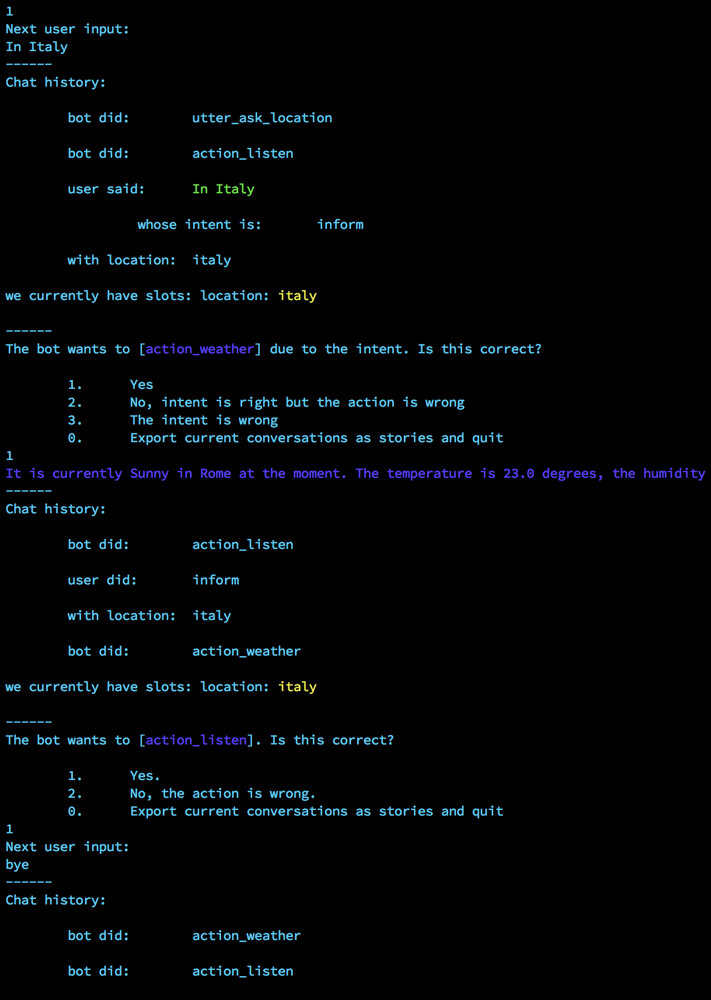 1
Next user input:
In Italy
------
Chat history:
bot did: utter_ask_location
bot did: action_listen
user said: In Italy
whose intent is: inform
with location: italy
we currently have slots: location: italy
------
The bot wants to [action_weather] due to the intent. Is this correct?
1. Yes
2. No, intent is right but the action is wrong
3. The intent is wrong
0. Export current conversations as stories and quit
1
It is currently Sunny in Rome at the moment. The temperature is 23.0 degrees, the humidity
------
Chat history:
bot did: action_listen
user did: inform
with location: italy
bot did: action_weather
we currently have slots: location: italy
------
The bot wants to [action_listen]. Is this correct?
1. Yes.
2. No, the action is wrong.
0. Export current conversations as stories and quit
1
Next user input:
bye
------
Chat history:
bot did: action_weather
bot did: action_listen